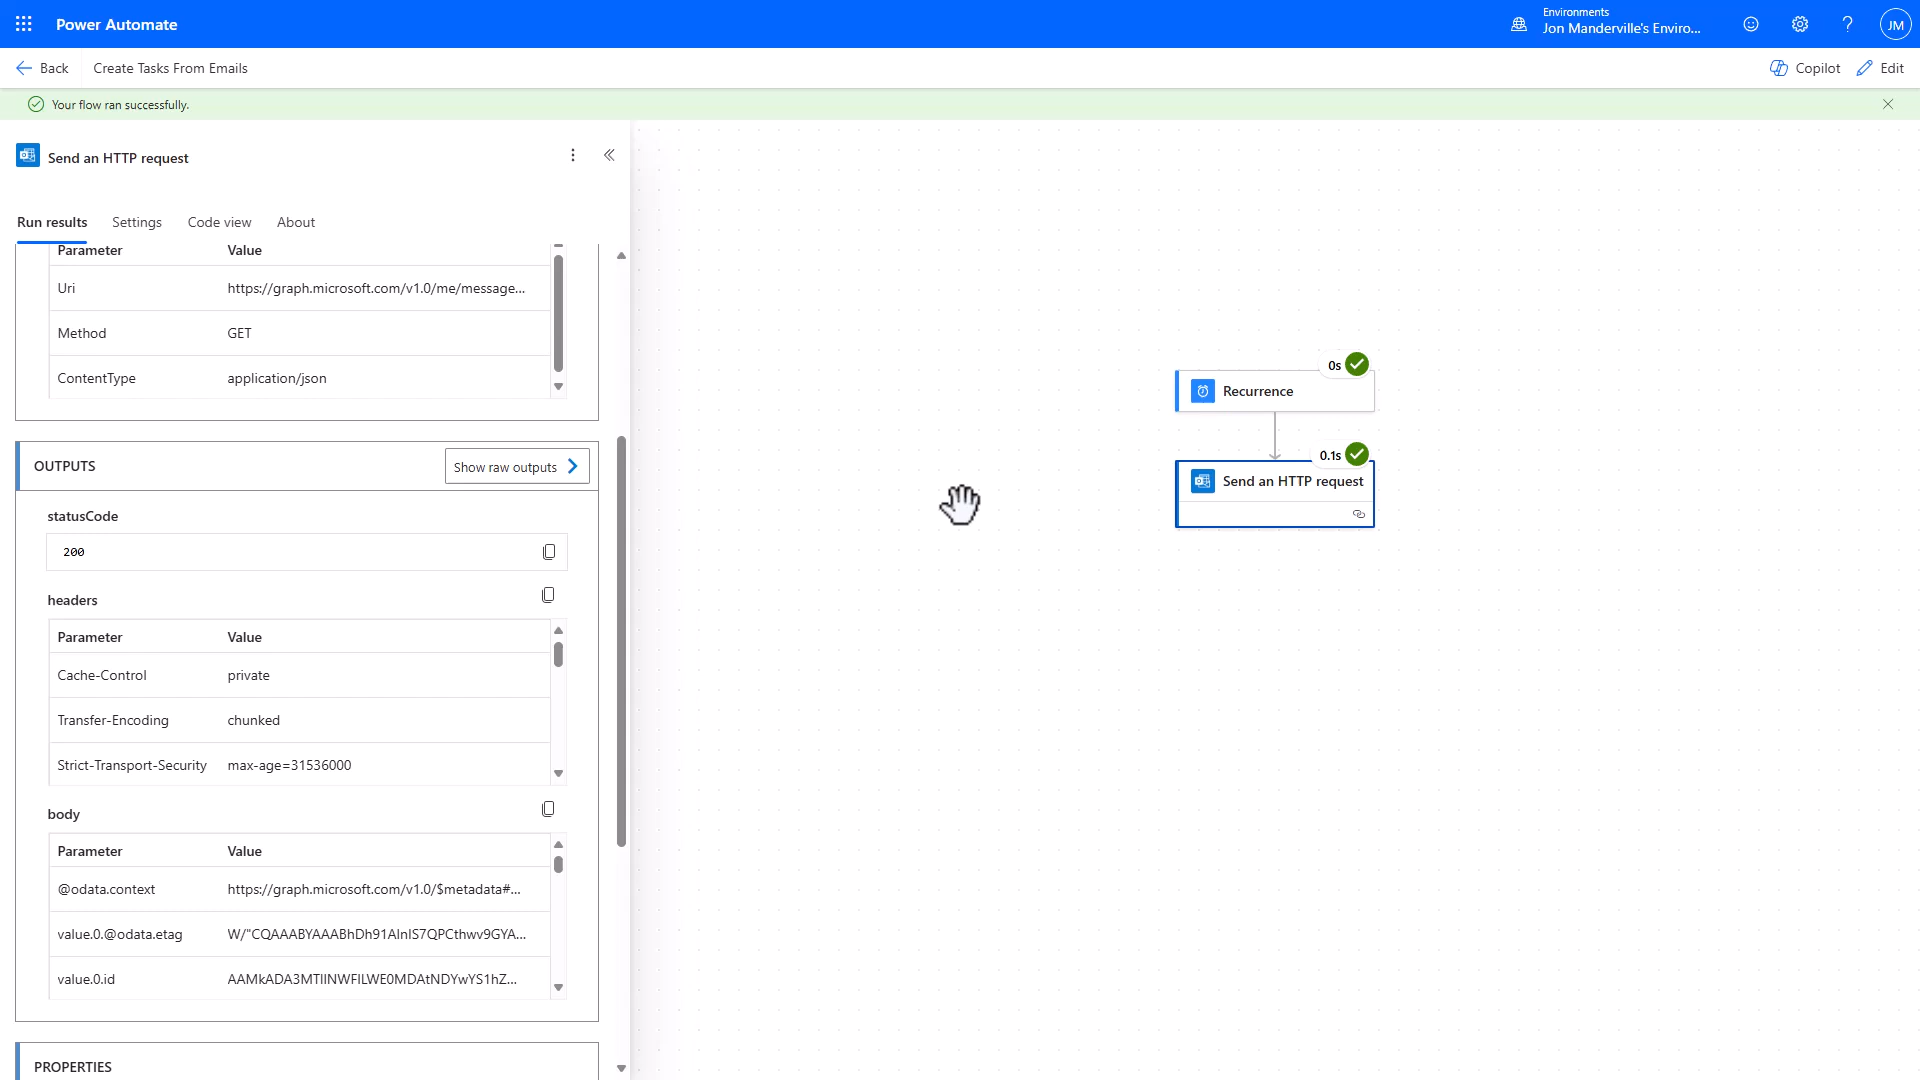 Power Automate
Environments
Jon Manderville's Enviro...
JM
Back
Create Tasks From Emails
Copilot
Edit
Your flow ran successfully.
Send an HTTP request
Run results
Settings
Code view
About
Parameter Value
Uri https://graph.microsoft.com/v1.0/me/message...
Method GET
ContentType application/json
OUTPUTS
Show raw outputs
statusCode
200
headers
Parameter Value
Cache-Control private
Transfer-Encoding chunked
Strict-Transport-Security max-age=31536000
body
Parameter Value
@odata.context https://graph.microsoft.com/v1.0/$metadata#...
value.0.@odata.etag
value.0.id
PROPERTIES
0s
Recurrence
0.1s
Send an HTTP request